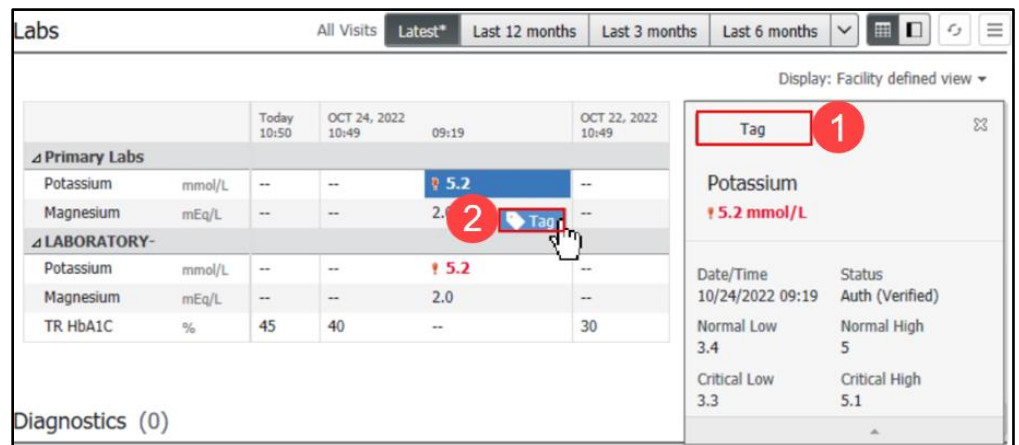 Labs All Visits Latest* Last 12 months Last 3 months Last 6 months
Display: Facility defined view
Today 10:50 OCT 24, 2022 10:49 09:19 OCT 22, 2022 10:49
Primary Labs
Potassium mmol/L -- -- 5.2 --
Magnesium mEq/L -- -- 2.0 --
2 Tag
LABORATORY-
Potassium mmol/L -- -- 5.2 --
Magnesium mEq/L -- -- 2.0 --
TR HbA1C % 45 40 -- 30
Diagnostics (0)
Tag 1
Potassium
5.2 mmol/L
Date/Time Status
10/24/2022 09:19 Auth (Verified)
Normal Low Normal High
3.4 5
Critical Low Critical High
3.3 5.1